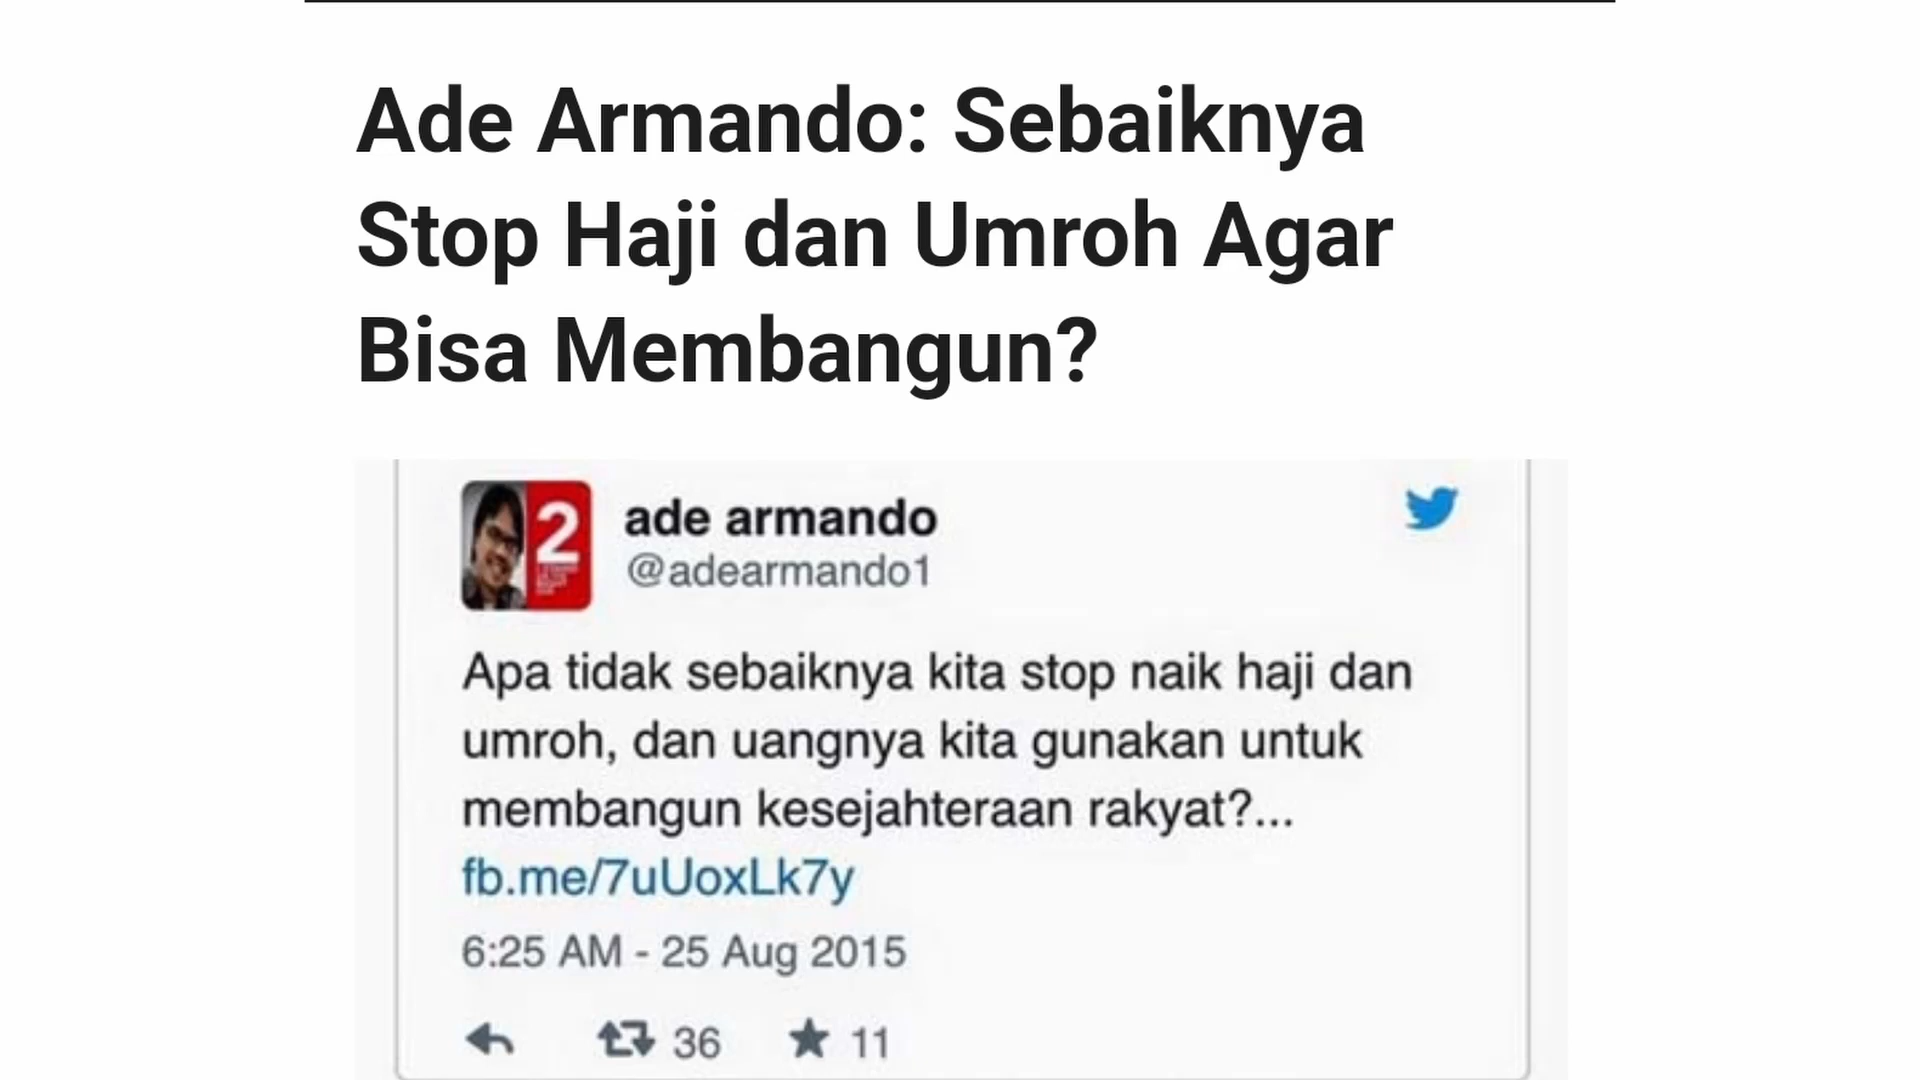 Ade Armando: Sebaiknya
Stop Haji dan Umroh Agar
Bisa Membangun?
2
ade armando
@adearmando1
Apa tidak sebaiknya kita stop naik haji dan
umroh, dan uangnya kita gunakan untuk
membangun kesejahteraan rakyat?...
fb.me/7uUoxLk7y
6:25 AM - 25 Aug 2015
36 11